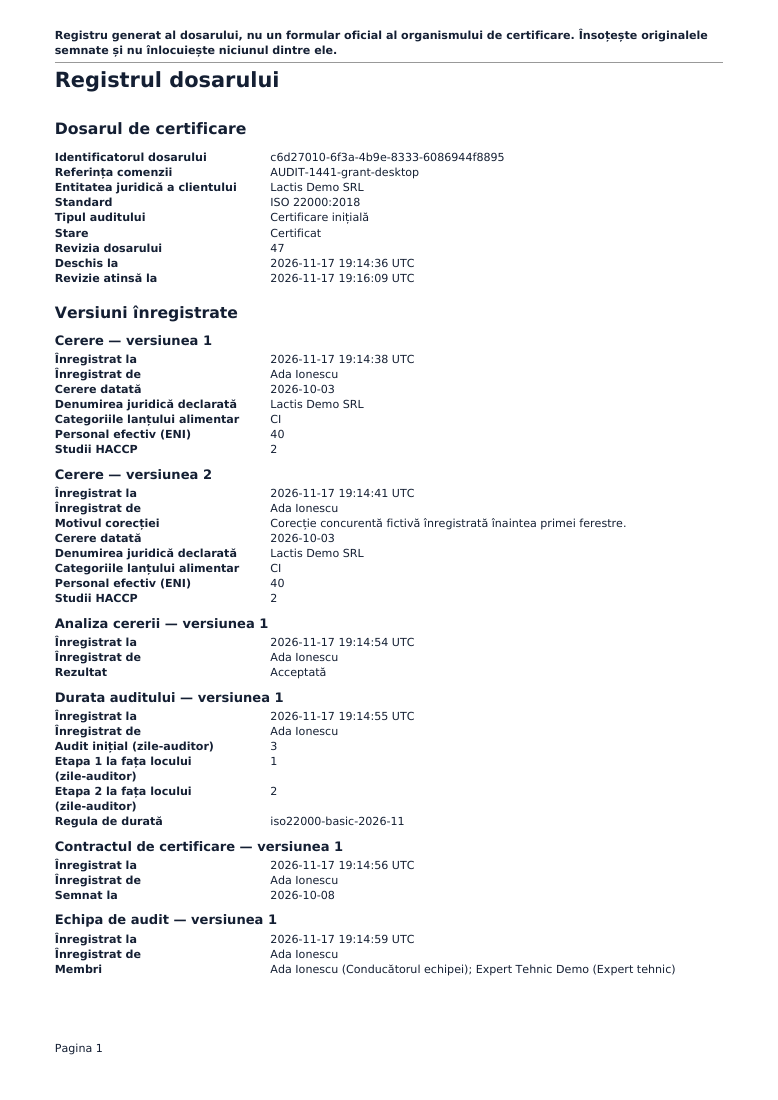 Registru generat al dosarului, nu un formular oficial al organismului de certificare. Însoțește originalele
semnate și nu înlocuiește niciunul dintre ele.
Registrul dosarului
Dosarul de certificare
Identificatorul dosarului c6d27010-6f3a-4b9e-8333-6086944f8895
Referința comenzii AUDIT-1441-grant-desktop
Entitatea juridică a clientului Lactis Demo SRL
Standard ISO 22000:2018
Tipul auditului Certificare inițială
Stare Certificat
Revizia dosarului 47
Deschis la 2026-11-17 19:14:36 UTC
Revizie atinsă la 2026-11-17 19:16:09 UTC
Versiuni înregistrate
Cerere — versiunea 1
Înregistrat la 2026-11-17 19:14:38 UTC
Înregistrat de Ada Ionescu
Cerere datată 2026-10-03
Denumirea juridică declarată Lactis Demo SRL
Categoriile lanțului alimentar CI
Personal efectiv (ENI) 40
Studii HACCP 2
Cerere — versiunea 2
Înregistrat la 2026-11-17 19:14:41 UTC
Înregistrat de Ada Ionescu
Motivul corecției Corecție concurentă fictivă înregistrată înaintea primei ferestre.
Cerere datată 2026-10-03
Denumirea juridică declarată Lactis Demo SRL
Categoriile lanțului alimentar CI
Personal efectiv (ENI) 40
Studii HACCP 2
Analiza cererii — versiunea 1
Înregistrat la 2026-11-17 19:14:54 UTC
Înregistrat de Ada Ionescu
Rezultat Acceptată
Durata auditului — versiunea 1
Înregistrat la 2026-11-17 19:14:55 UTC
Înregistrat de Ada Ionescu
Audit inițial (zile-auditor) 3
Etapa 1 la fața locului 1
(zile-auditor)
Etapa 2 la fața locului 2
(zile-auditor)
Regula de durată iso22000-basic-2026-11
Contractul de certificare — versiunea 1
Înregistrat la 2026-11-17 19:14:56 UTC
Înregistrat de Ada Ionescu
Semnat la 2026-10-08
Echipa de audit — versiunea 1
Înregistrat la 2026-11-17 19:14:59 UTC
Înregistrat de Ada Ionescu
Membri Ada Ionescu (Conducătorul echipei); Expert Tehnic Demo (Expert tehnic)
Pagina 1